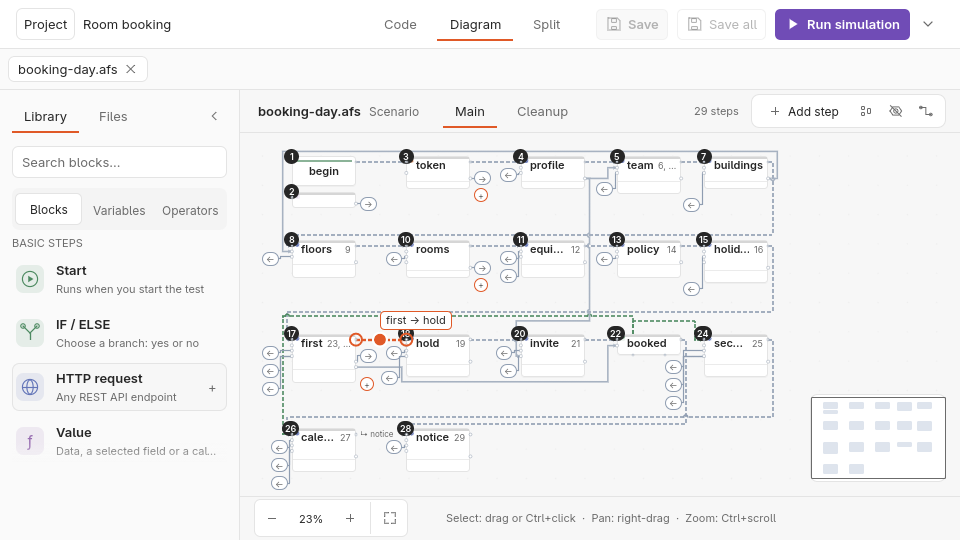 Project Room booking Code Diagram Split Save Save all Run simulation
booking-day.afs
Library Files
booking-day.afs Scenario Main Cleanup 29 steps Add step
Search blocks...
Blocks Variables Operators
BASIC STEPS
Start
Runs when you start the test
IF / ELSE
Choose a branch: yes or no
HTTP request
Any REST API endpoint +
Value
Data, a selected field or a cal...
1 3 4 5 7
begin token profile team 6, ... buildings
2
8 10 11 13 15
floors 9 rooms equi... 12 policy 14 holid... 16
first → hold
17 20 22 24
first 23, ... hold 19 invite 21 booked sec... 25
26 28
cale... 27 ↳ notice notice 29
23%
Select: drag or Ctrl+click · Pan: right-drag · Zoom: Ctrl+scroll